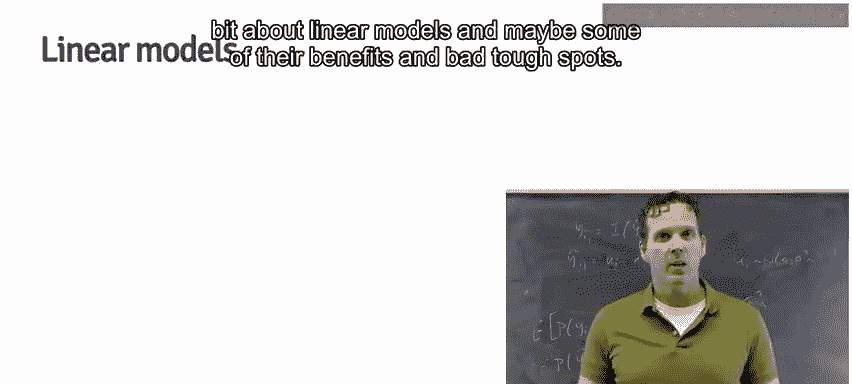 bit about linear models and maybe some
Linear models
of their benefits and bad tough spots.